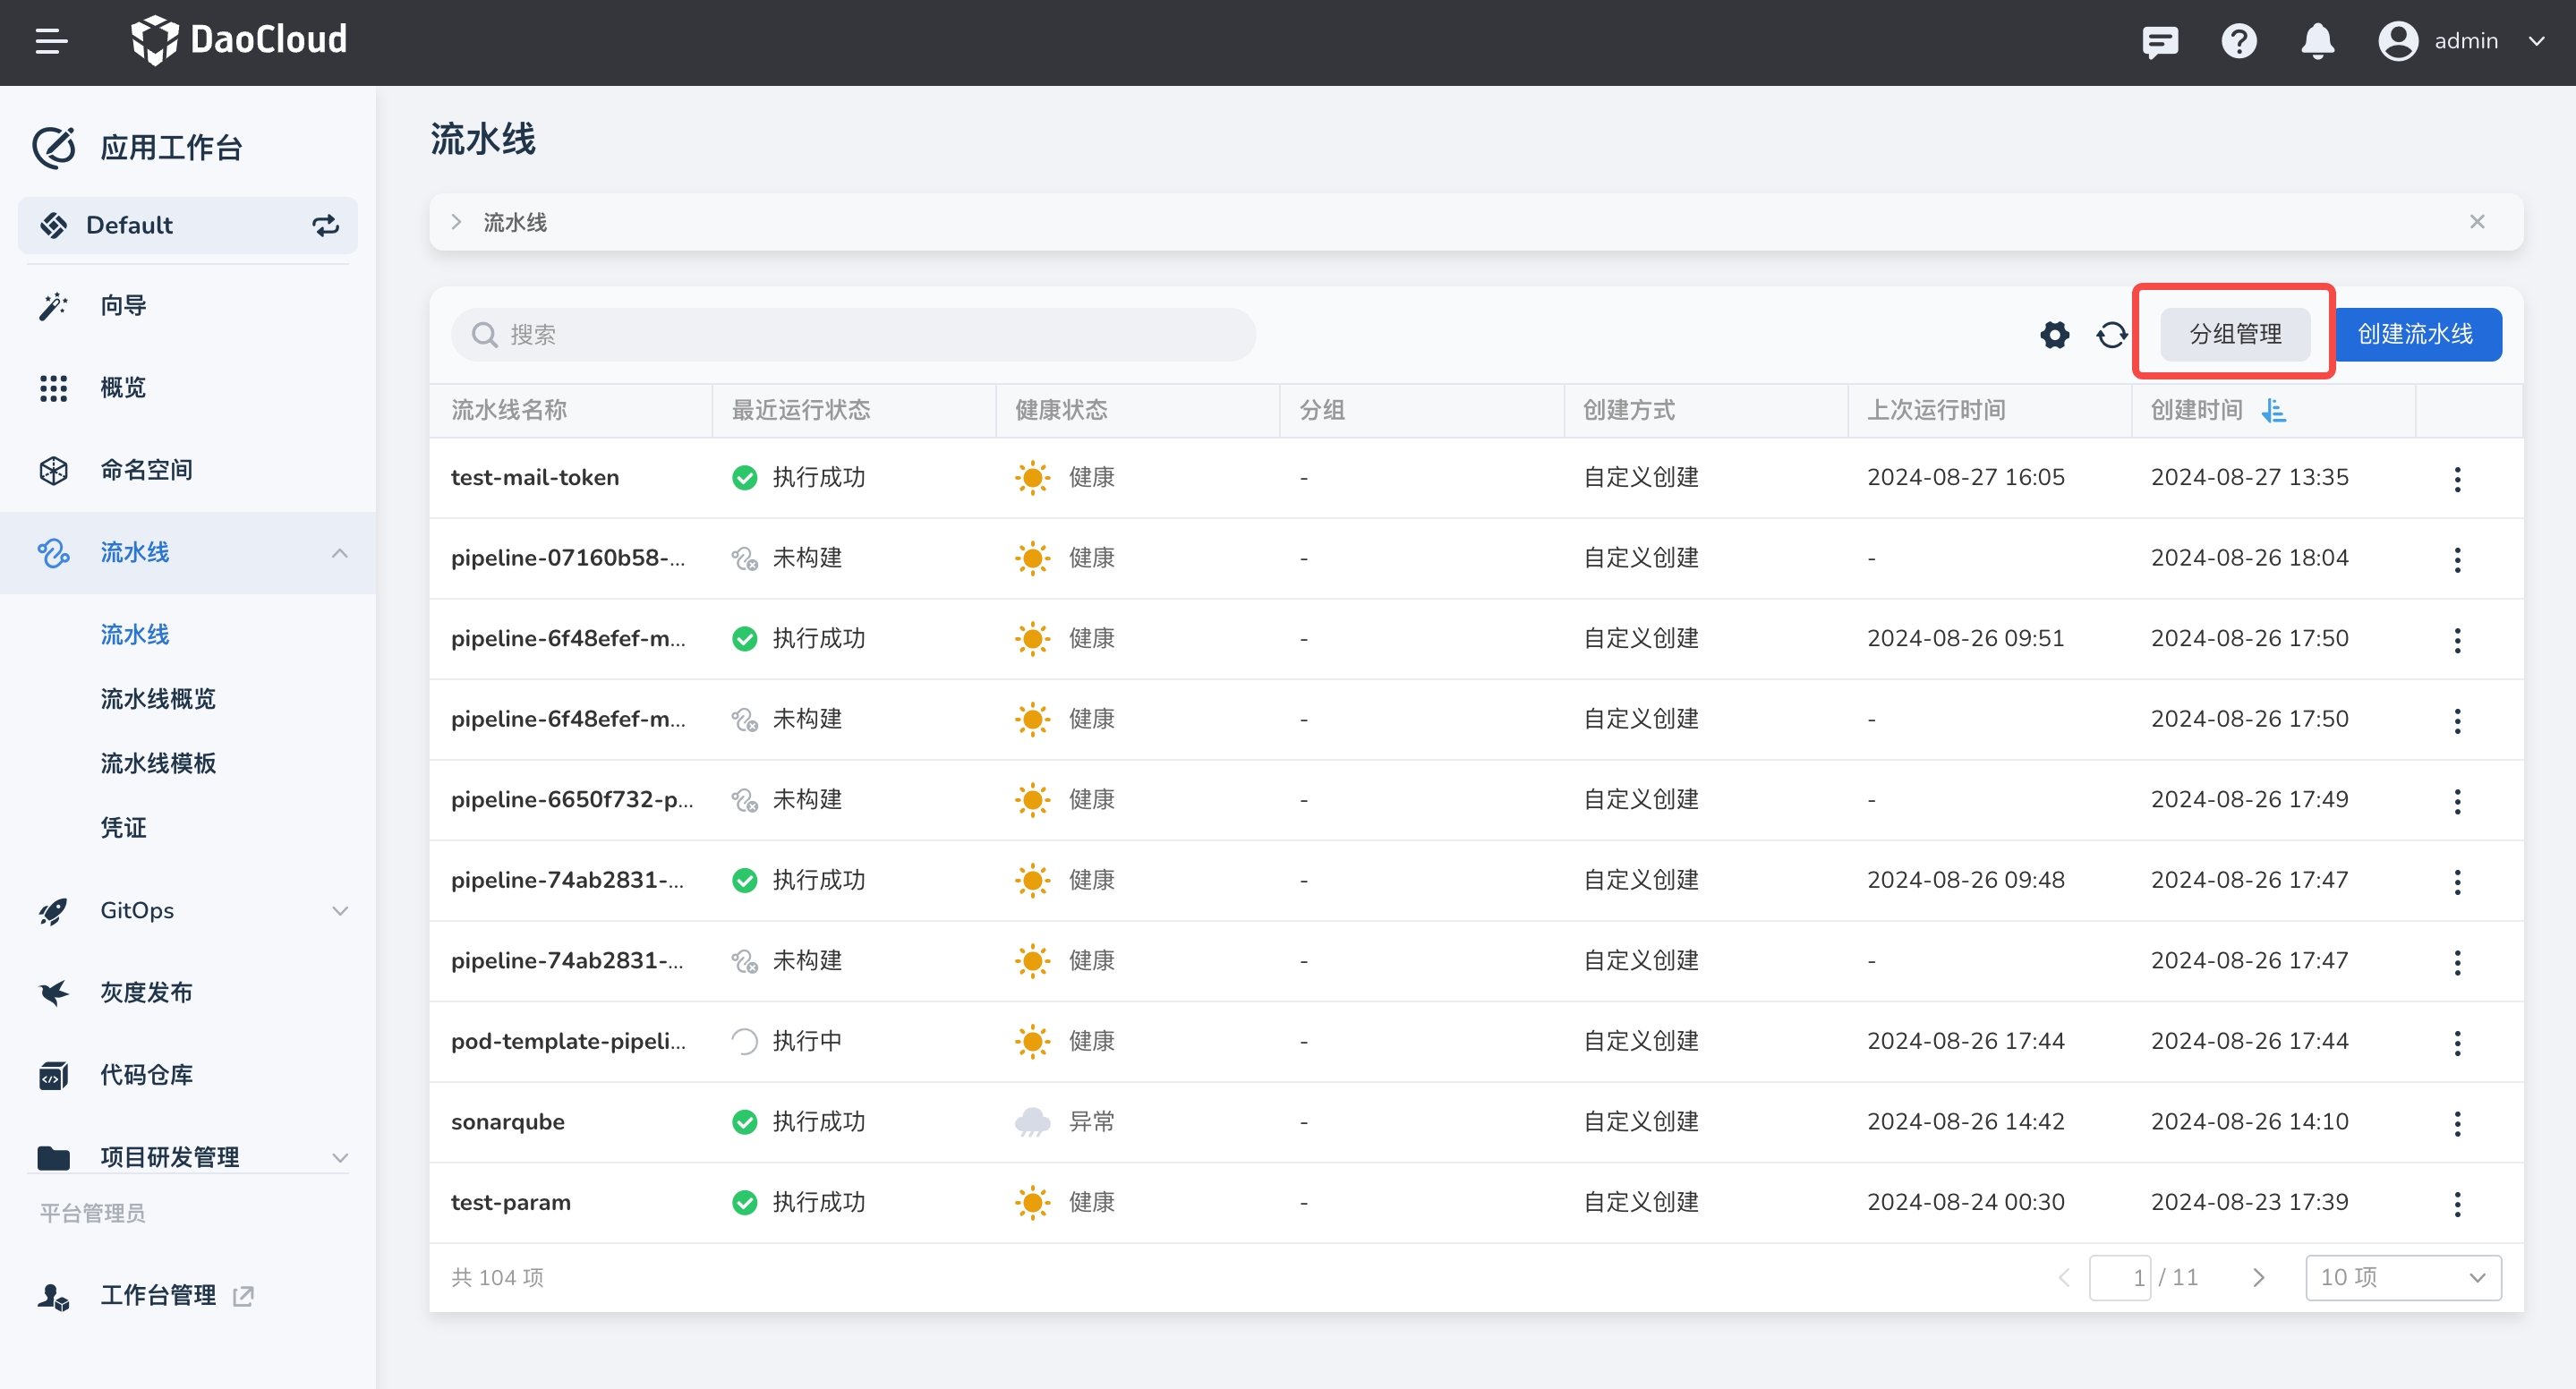 DaoCloud
admin
应用工作台
Default
向导
概览
命名空间
流水线
流水线
流水线概览
流水线模板
凭证
GitOps
灰度发布
代码仓库
项目研发管理
平台管理员
工作台管理
流水线
流水线
搜索
分组管理
创建流水线
流水线名称 最近运行状态 健康状态 分组 创建方式 上次运行时间 创建时间
test-mail-token 执行成功 健康 - 自定义创建 2024-08-27 16:05 2024-08-27 13:35
pipeline-07160b58-... 未构建 健康 - 自定义创建 - 2024-08-26 18:04
pipeline-6f48efef-m... 执行成功 健康 - 自定义创建 2024-08-26 09:51 2024-08-26 17:50
pipeline-6f48efef-m... 未构建 健康 - 自定义创建 - 2024-08-26 17:50
pipeline-6650f732-p... 未构建 健康 - 自定义创建 - 2024-08-26 17:49
pipeline-74ab2831-... 执行成功 健康 - 自定义创建 2024-08-26 09:48 2024-08-26 17:47
pipeline-74ab2831-... 未构建 健康 - 自定义创建 - 2024-08-26 17:47
pod-template-pipeli... 执行中 健康 - 自定义创建 2024-08-26 17:44 2024-08-26 17:44
sonarqube 执行成功 异常 - 自定义创建 2024-08-26 14:42 2024-08-26 14:10
test-param 执行成功 健康 - 自定义创建 2024-08-24 00:30 2024-08-23 17:39
共 104 项
1 / 11
10 项